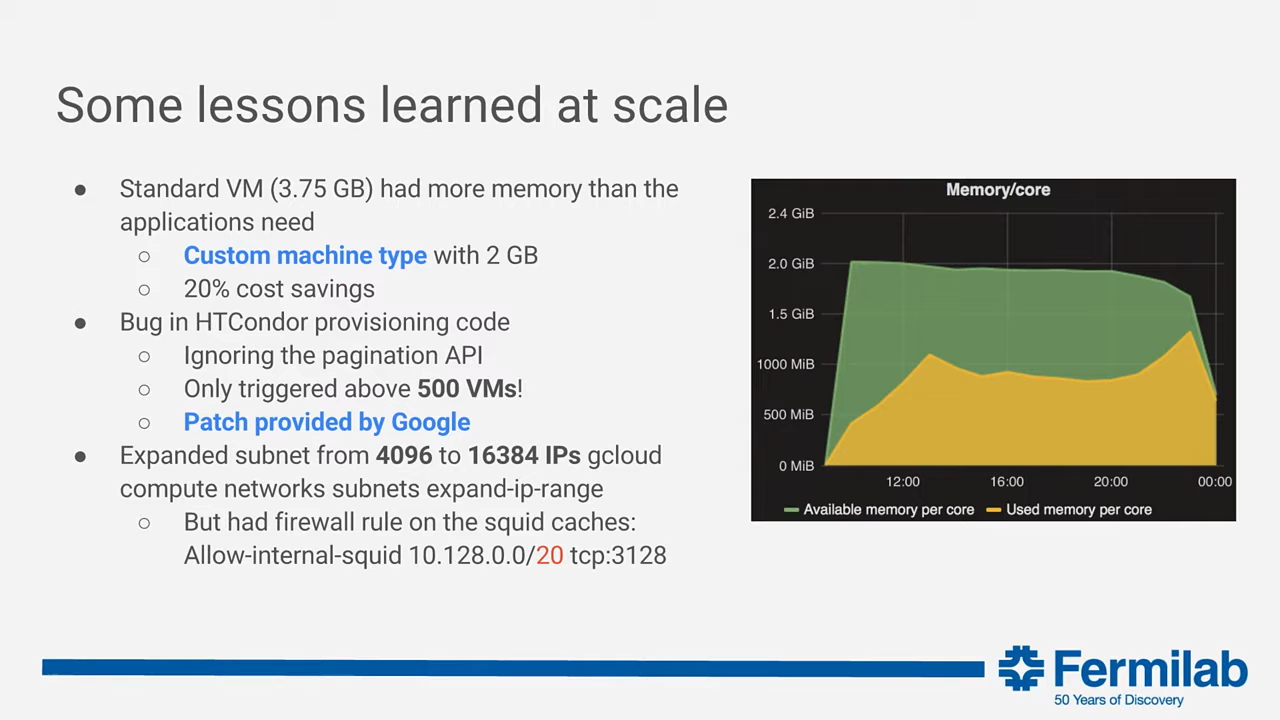 Some lessons learned at scale
● Standard VM (3.75 GB) had more memory than the
applications need
○ Custom machine type with 2 GB
○ 20% cost savings
● Bug in HTCondor provisioning code
○ Ignoring the pagination API
○ Only triggered above 500 VMs!
○ Patch provided by Google
● Expanded subnet from 4096 to 16384 IPs gcloud
compute networks subnets expand-ip-range
○ But had firewall rule on the squid caches:
Allow-internal-squid 10.128.0.0/20 tcp:3128
Memory/core
2.4 GiB
2.0 GiB
1.5 GiB
1000 MiB
500 MiB
0 MiB
12:00 16:00 20:00 00:00
Available memory per core Used memory per core
Fermilab
50 Years of Discovery